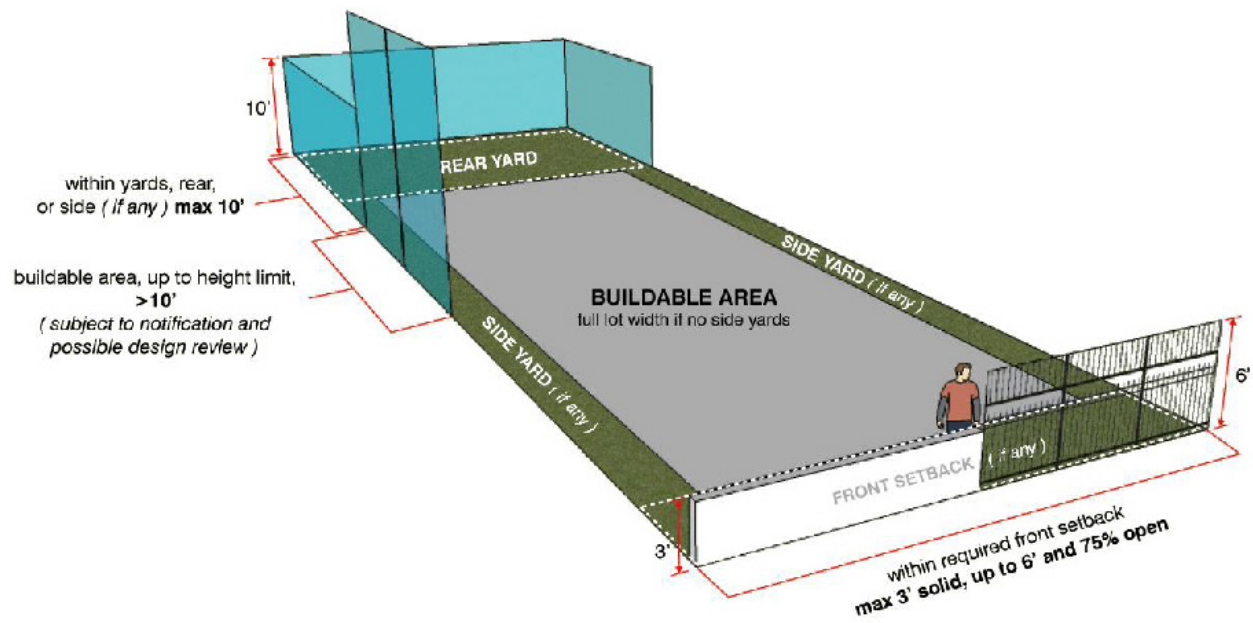 10'
REAR YARD
within yards, rear,
or side ( if any ) max 10'
buildable area, up to height limit,
>10'
( subject to notification and
possible design review )
SIDE YARD ( if any )
BUILDABLE AREA
full lot width if no side yards
SIDE YARD ( if any )
6'
FRONT SETBACK ( if any )
3'
within required front setback
max 3' solid, up to 6' and 75% open